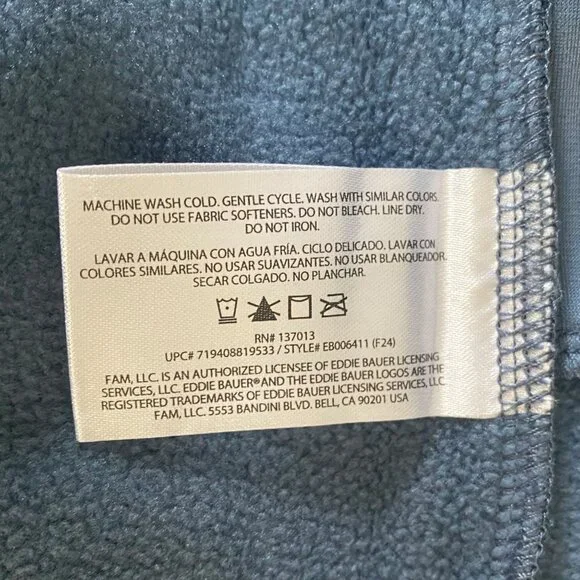 MACHINE WASH COLD. GENTLE CYCLE. WASH WITH SIMILAR COLORS.
DO NOT USE FABRIC SOFTENERS. DO NOT BLEACH. LINE DRY.
DO NOT IRON.
LAVAR A MÁQUINA CON AGUA FRÍA. CICLO DELICADO. LAVAR CON
COLORES SIMILARES. NO USAR SUAVIZANTES. NO USAR BLANQUEADOR.
SECAR COLGADO. NO PLANCHAR.
RN# 137013
UPC# 719408819533 / STYLE# EB006411 (F24)
FAM, LLC. IS AN AUTHORIZED LICENSEE OF EDDIE BAUER LICENSING
SERVICES, LLC. EDDIE BAUER®AND THE EDDIE BAUER LOGOS ARE THE
REGISTERED TRADEMARKS OF EDDIE BAUER LICENSING SERVICES, LLC
FAM, LLC. 5553 BANDINI BLVD. BELL, CA 90201 USA